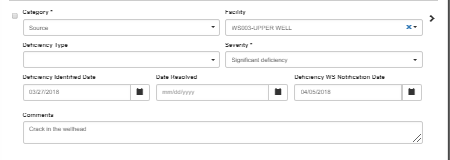 Category * Facility
Source WS003-UPPER WELL
Deficiency Type Severity *
Significant deficiency
Deficiency Identified Date Date Resolved Deficiency WS Notification Date
03/27/2018 mm/dd/yyyy 04/05/2018
Comments
Crack in the wellhead